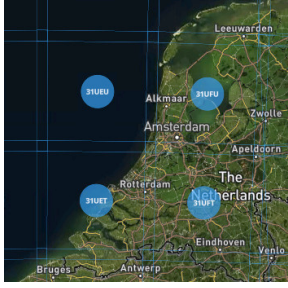 Leeuwarden
31UEU
31UFU
Alkmaar
Zwolle
Amsterdam
Apeldoorn
The
Netherlands
Rotterdam
31UET
31UFT
Eindhoven
Venlo
Bruges
Antwerp